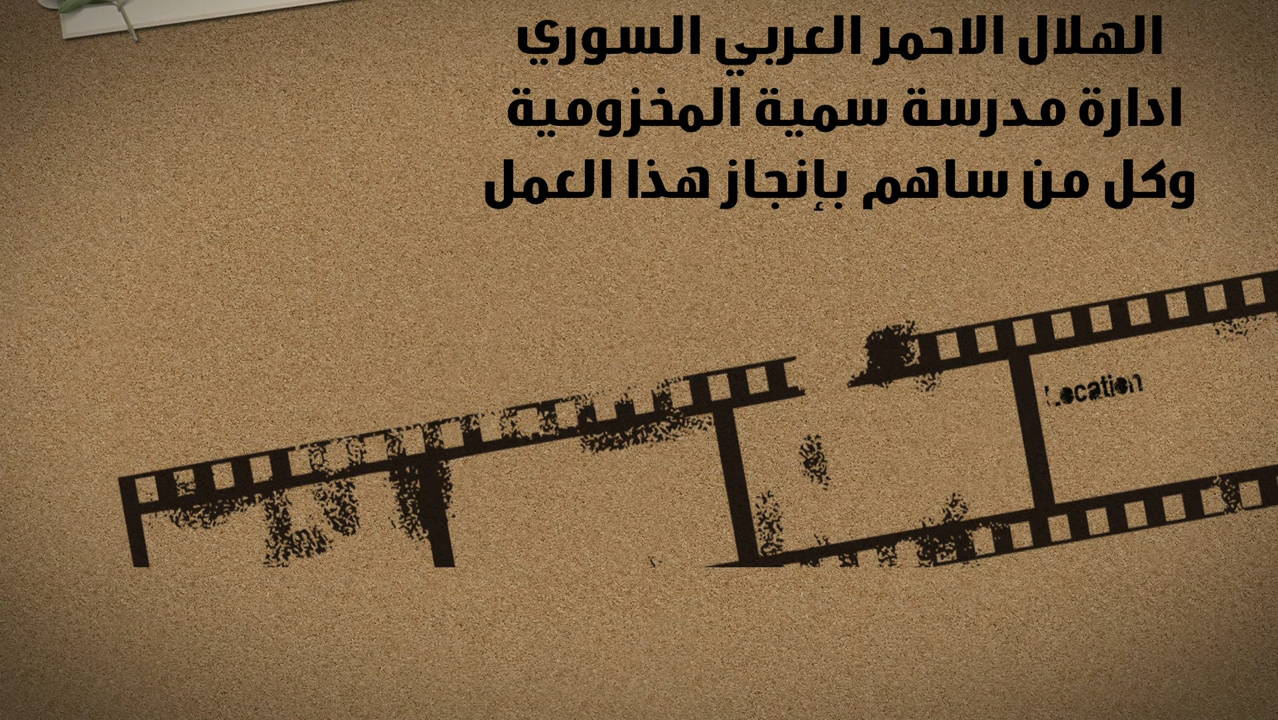 الهلال الاحمر العربي السوري
ادارة مدرسة سمية المخزومية
وكل من ساهم بإنجاز هذا العمل
Location